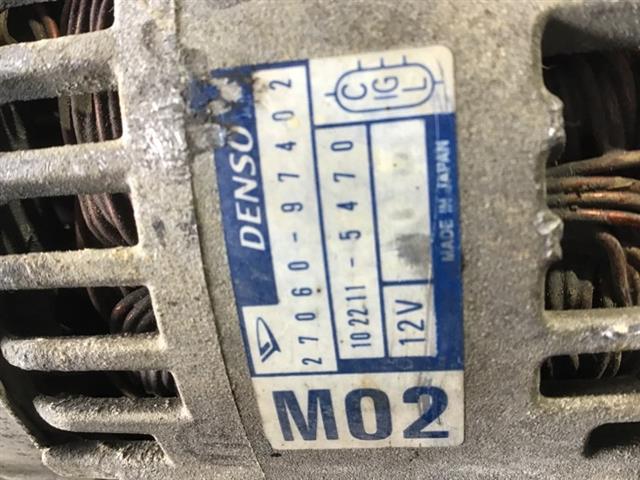 DENSO
27060-97402
102211-5470
12V
C
IG
L
MADE IN JAPAN
M02